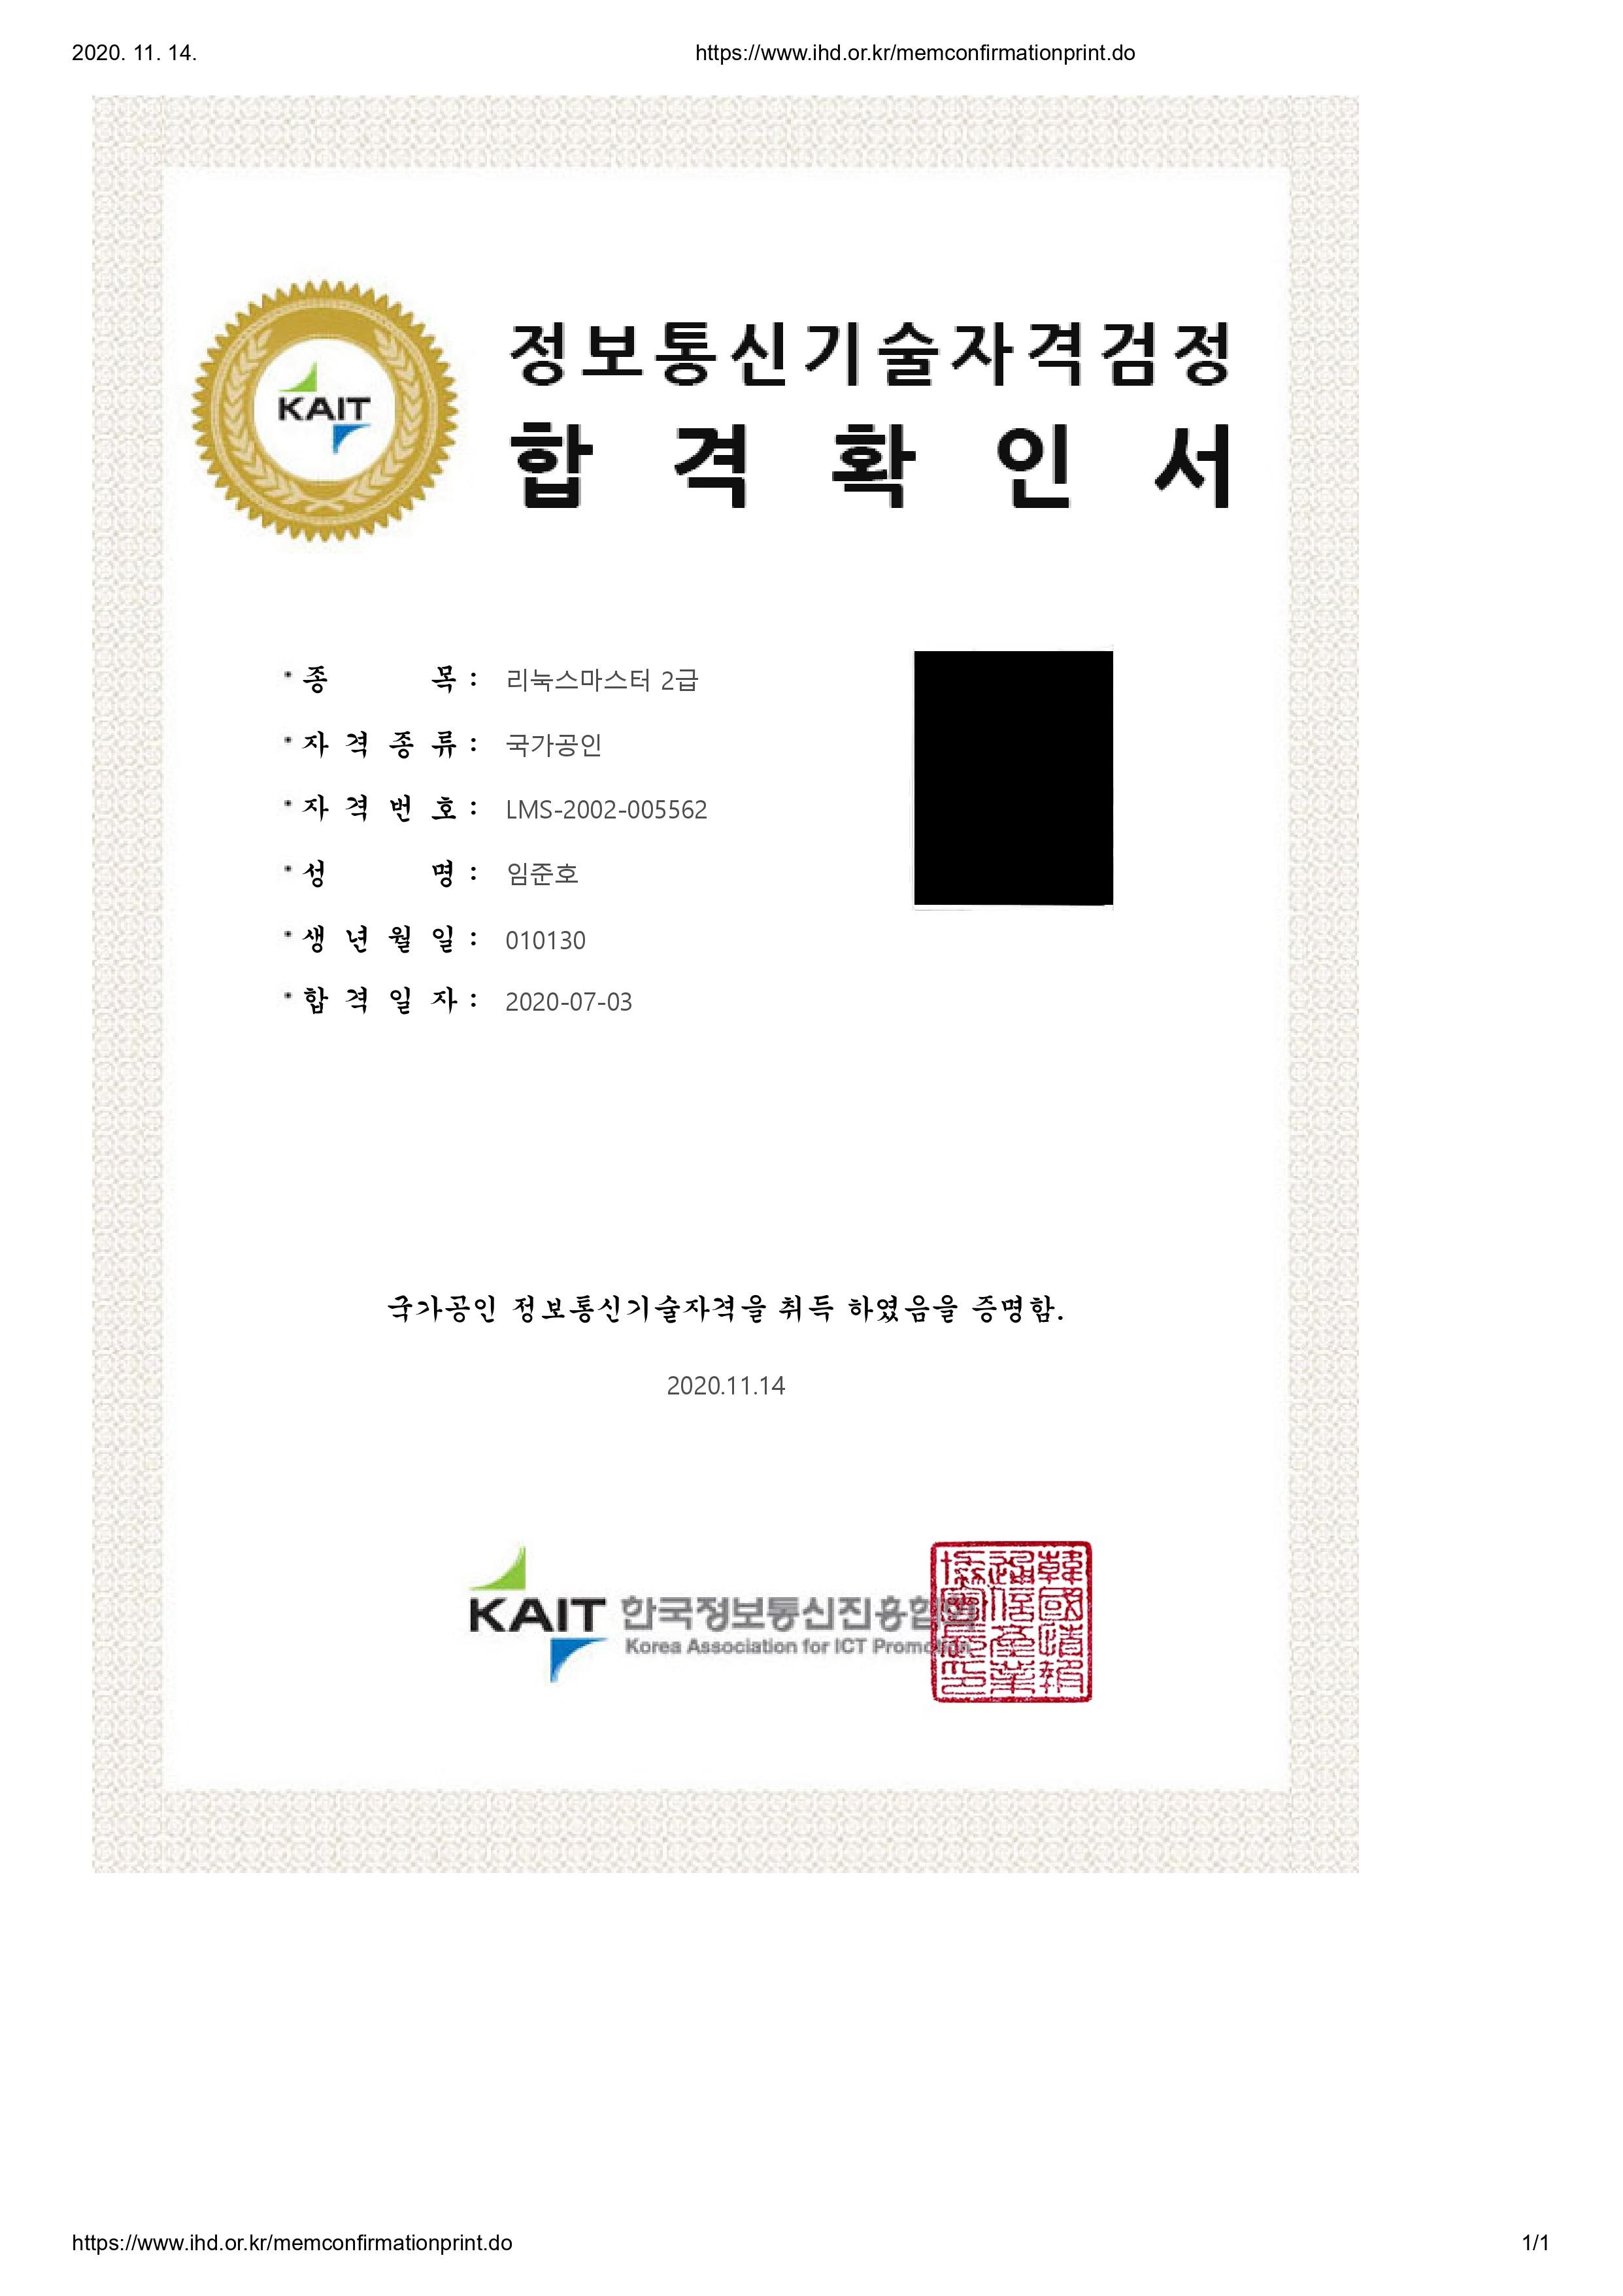 2020. 11. 14.
https://www.ihd.or.kr/memconfirmationprint.do
KAIT
정보통신기술자격검정
합격확인서
종 목 : 리눅스마스터 2급
자격종류 : 국가공인
자격번호 : LMS-2002-005562
성 명 : 임준호
생년월일 : 010130
합격일자 : 2020-07-03
국가공인 정보통신기술자격을 취득 하였음을 증명함.
2020.11.14
KAIT 한국정보통신진흥협회
Korea Association for ICT Promotion
韓國情報
通信産業
協會長印
https://www.ihd.or.kr/memconfirmationprint.do
1/1